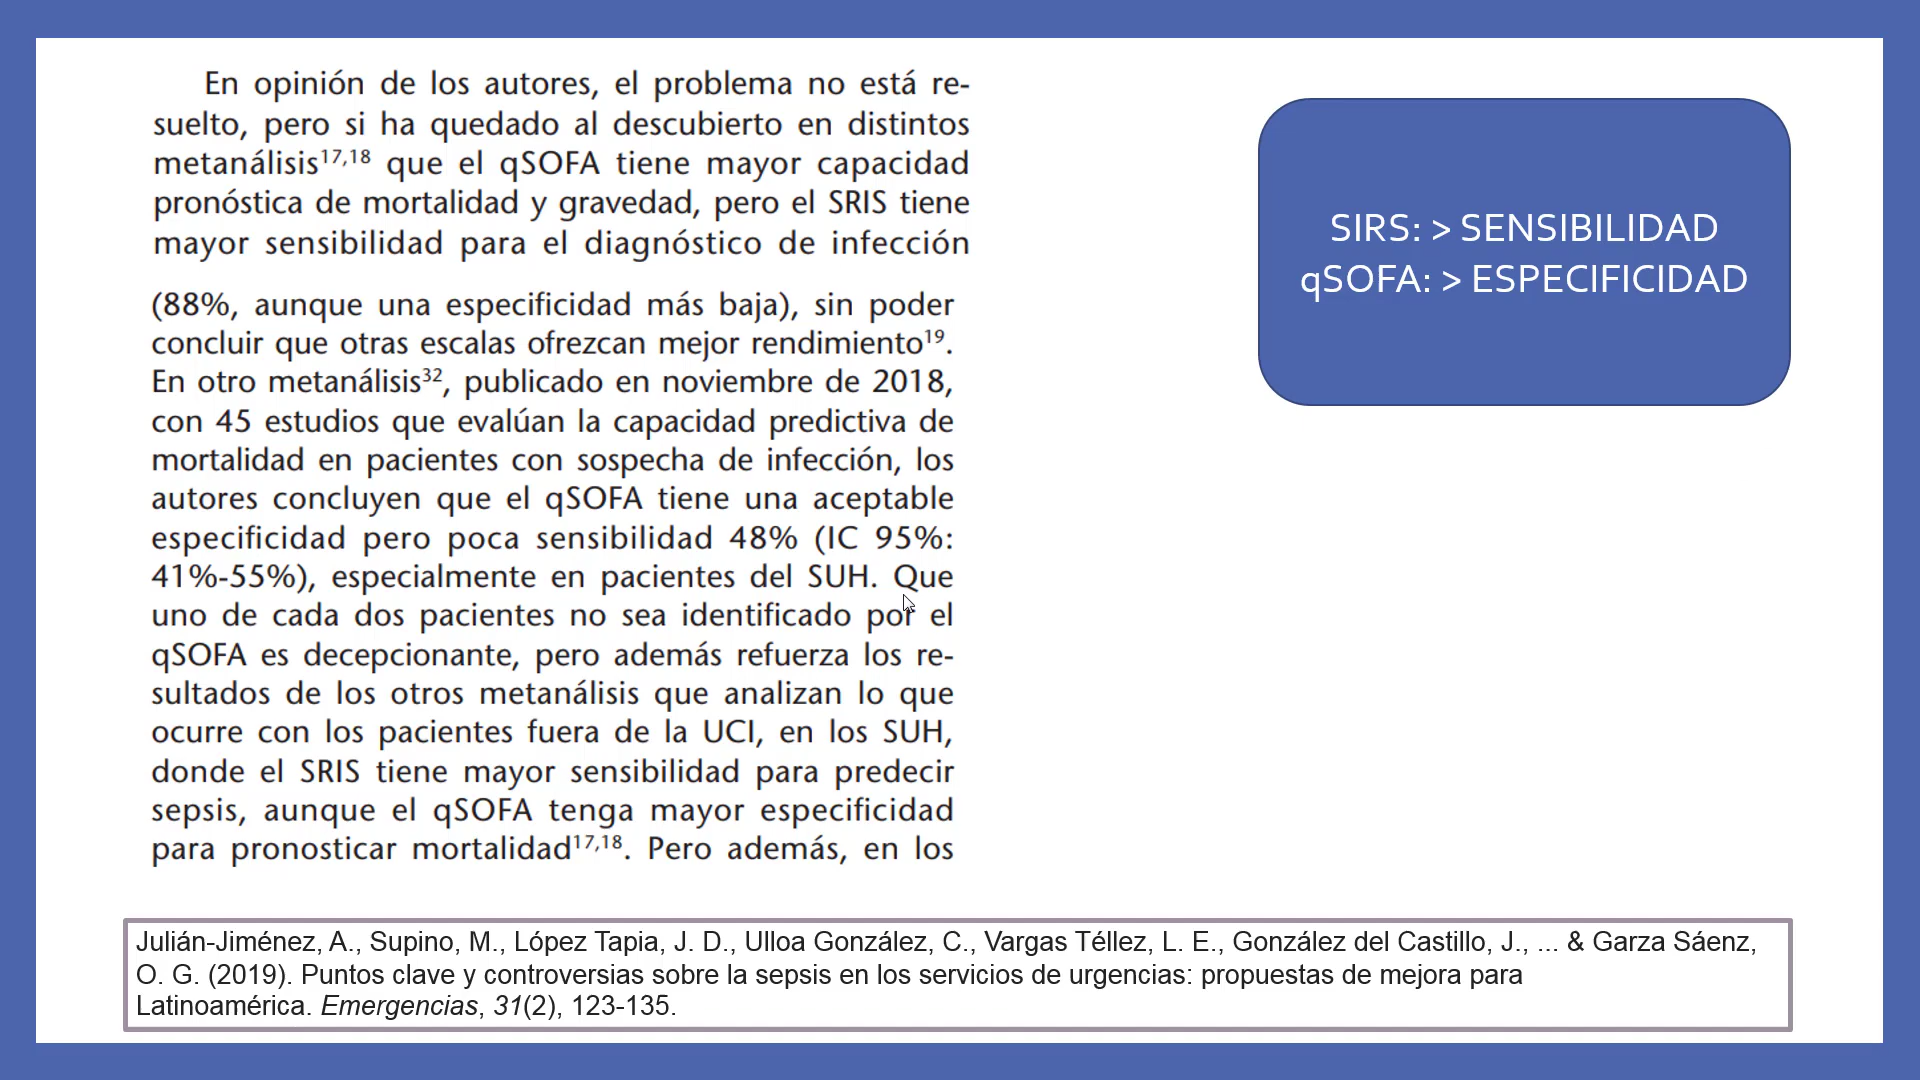 En opinión de los autores, el problema no está re-
suelto, pero si ha quedado al descubierto en distintos
metanálisis17,18 que el qSOFA tiene mayor capacidad
pronóstica de mortalidad y gravedad, pero el SRIS tiene
mayor sensibilidad para el diagnóstico de infección
(88%, aunque una especificidad más baja), sin poder
concluir que otras escalas ofrezcan mejor rendimiento19.
En otro metanálisis32, publicado en noviembre de 2018,
con 45 estudios que evalúan la capacidad predictiva de
mortalidad en pacientes con sospecha de infección, los
autores concluyen que el qSOFA tiene una aceptable
especificidad pero poca sensibilidad 48% (IC 95%:
41%-55%), especialmente en pacientes del SUH. Que
uno de cada dos pacientes no sea identificado por el
qSOFA es decepcionante, pero además refuerza los re-
sultados de los otros metanálisis que analizan lo que
ocurre con los pacientes fuera de la UCI, en los SUH,
donde el SRIS tiene mayor sensibilidad para predecir
sepsis, aunque el qSOFA tenga mayor especificidad
para pronosticar mortalidad17,18. Pero además, en los
SIRS: > SENSIBILIDAD
qSOFA: > ESPECIFICIDAD
Julián-Jiménez, A., Supino, M., López Tapia, J. D., Ulloa González, C., Vargas Téllez, L. E., González del Castillo, J., ... & Garza Sáenz,
O. G. (2019). Puntos clave y controversias sobre la sepsis en los servicios de urgencias: propuestas de mejora para
Latinoamérica. Emergencias, 31(2), 123-135.